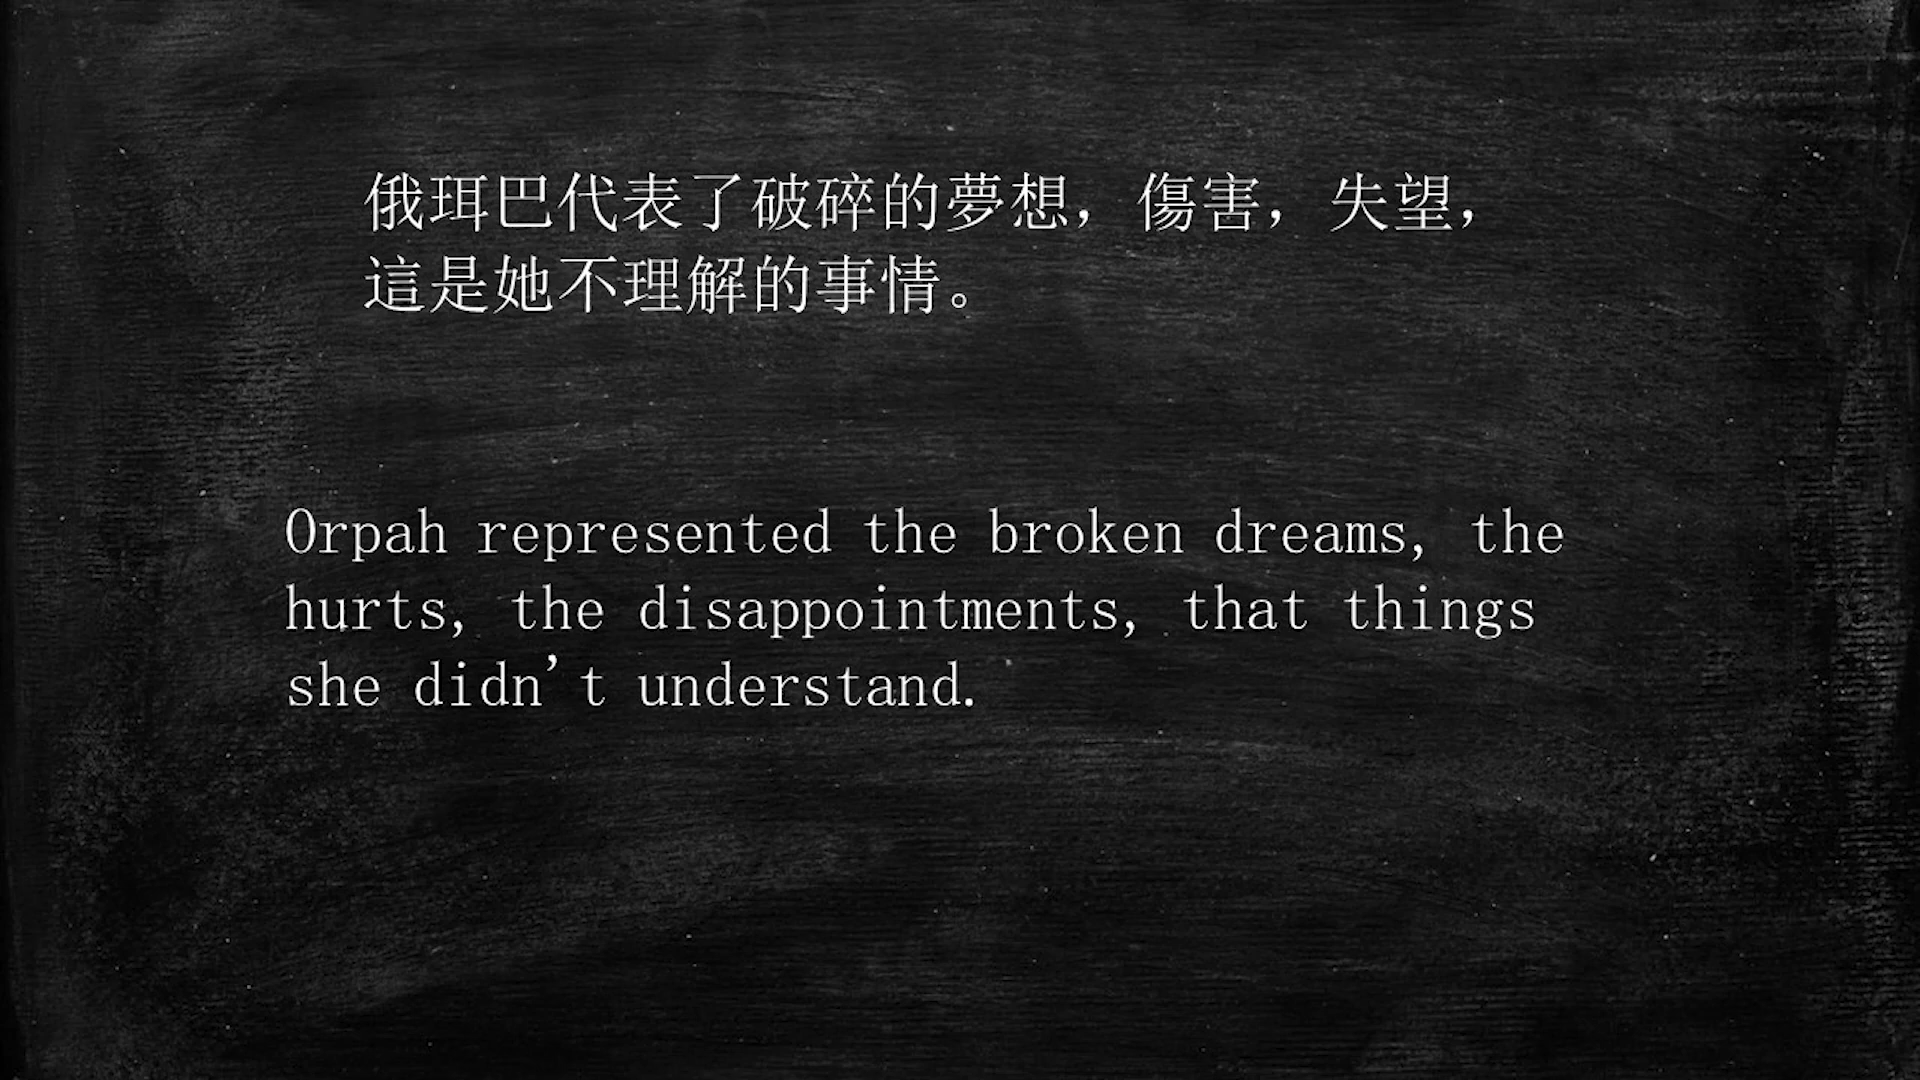 俄珥巴代表了破碎的夢想，傷害，失望，
這是她不理解的事情。
Orpah represented the broken dreams, the
hurts, the disappointments, that things
she didn't understand.